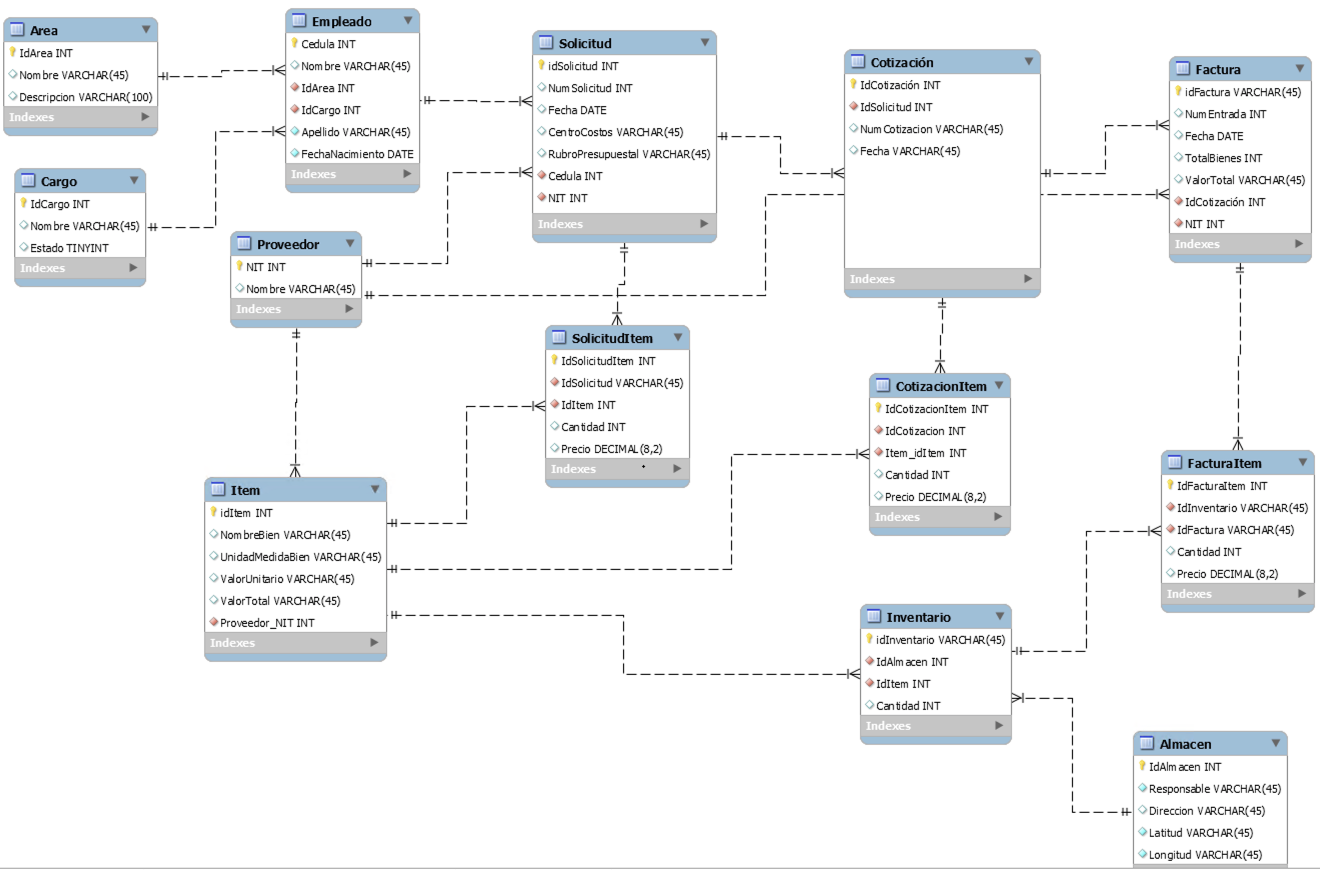 Area
IdArea INT
Nombre VARCHAR(45)
Descripcion VARCHAR(100)
Indexes
Cargo
IdCargo INT
Nombre VARCHAR(45)
Estado TINYINT
Indexes
Empleado
Cedula INT
Nombre VARCHAR(45)
IdArea INT
IdCargo INT
Apellido VARCHAR(45)
FechaNacimiento DATE
Indexes
Proveedor
NIT INT
Nombre VARCHAR(45)
Indexes
Solicitud
idSolicitud INT
NumSolicitud INT
Fecha DATE
CentroCostos VARCHAR(45)
RubroPresupuestal VARCHAR(45)
Cedula INT
NIT INT
Indexes
Cotización
IdCotización INT
IdSolicitud INT
NumCotizacion VARCHAR(45)
Fecha VARCHAR(45)
Indexes
Factura
idFactura VARCHAR(45)
NumEntrada INT
Fecha DATE
TotalBienes INT
ValorTotal VARCHAR(45)
IdCotización INT
NIT INT
Indexes
SolicitudItem
IdSolicitudItem INT
IdSolicitud VARCHAR(45)
IdItem INT
Cantidad INT
Precio DECIMAL(8,2)
Indexes
CotizacionItem
IdCotizacionItem INT
IdCotizacion INT
Item_idItem INT
Cantidad INT
Precio DECIMAL(8,2)
Indexes
FacturaItem
IdFacturaItem INT
IdInventario VARCHAR(45)
IdFactura VARCHAR(45)
Cantidad INT
Precio DECIMAL(8,2)
Indexes
Item
idItem INT
NombreBien VARCHAR(45)
UnidadMedidaBien VARCHAR(45)
ValorUnitario VARCHAR(45)
ValorTotal VARCHAR(45)
Proveedor_NIT INT
Indexes
Inventario
idInventario VARCHAR(45)
IdAlmacen INT
IdItem INT
Cantidad INT
Indexes
Almacen
IdAlmacen INT
Responsable VARCHAR(45)
Direccion VARCHAR(45)
Latitud VARCHAR(45)
Longitud VARCHAR(45)